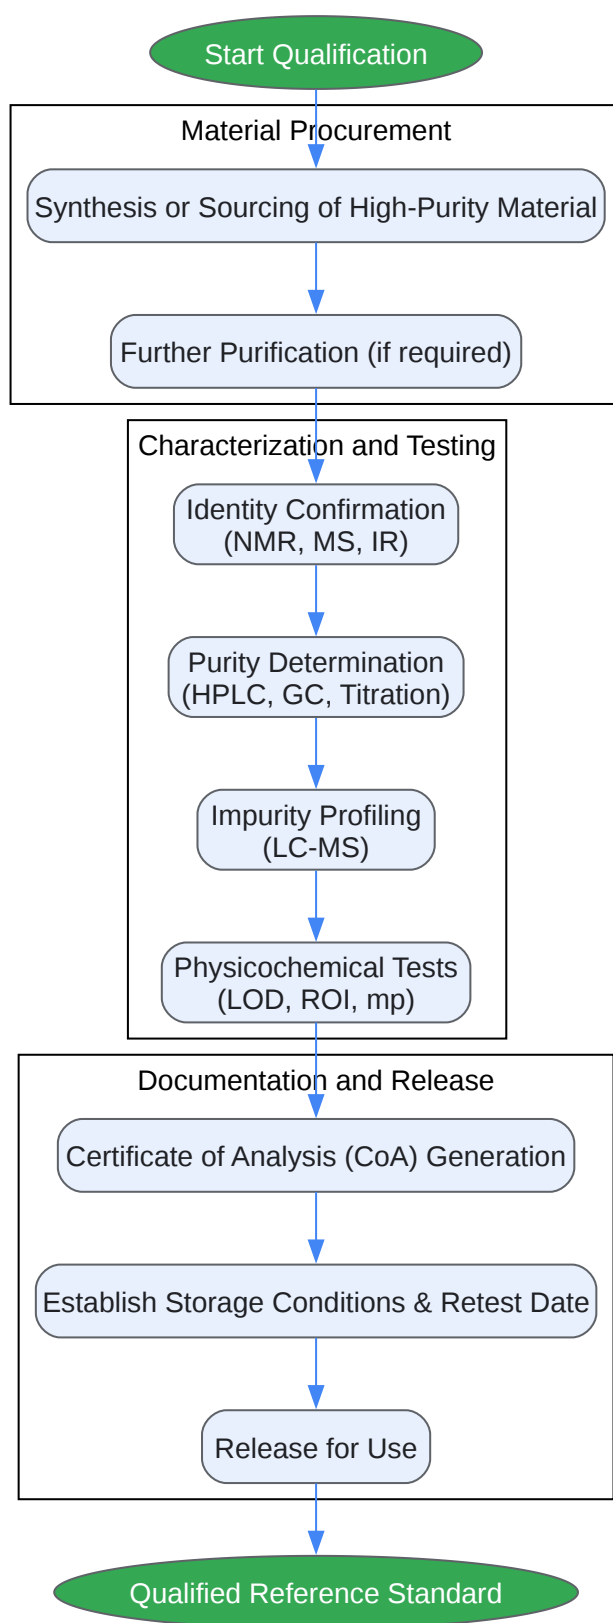 Start Qualification
Material Procurement
Synthesis or Sourcing of High-Purity Material
Further Purification (if required)
Characterization and Testing
Identity Confirmation
(NMR, MS, IR)
Purity Determination
(HPLC, GC, Titration)
Impurity Profiling
(LC-MS)
Physicochemical Tests
(LOD, ROI, mp)
Documentation and Release
Certificate of Analysis (CoA) Generation
Establish Storage Conditions & Retest Date
Release for Use
Qualified Reference Standard